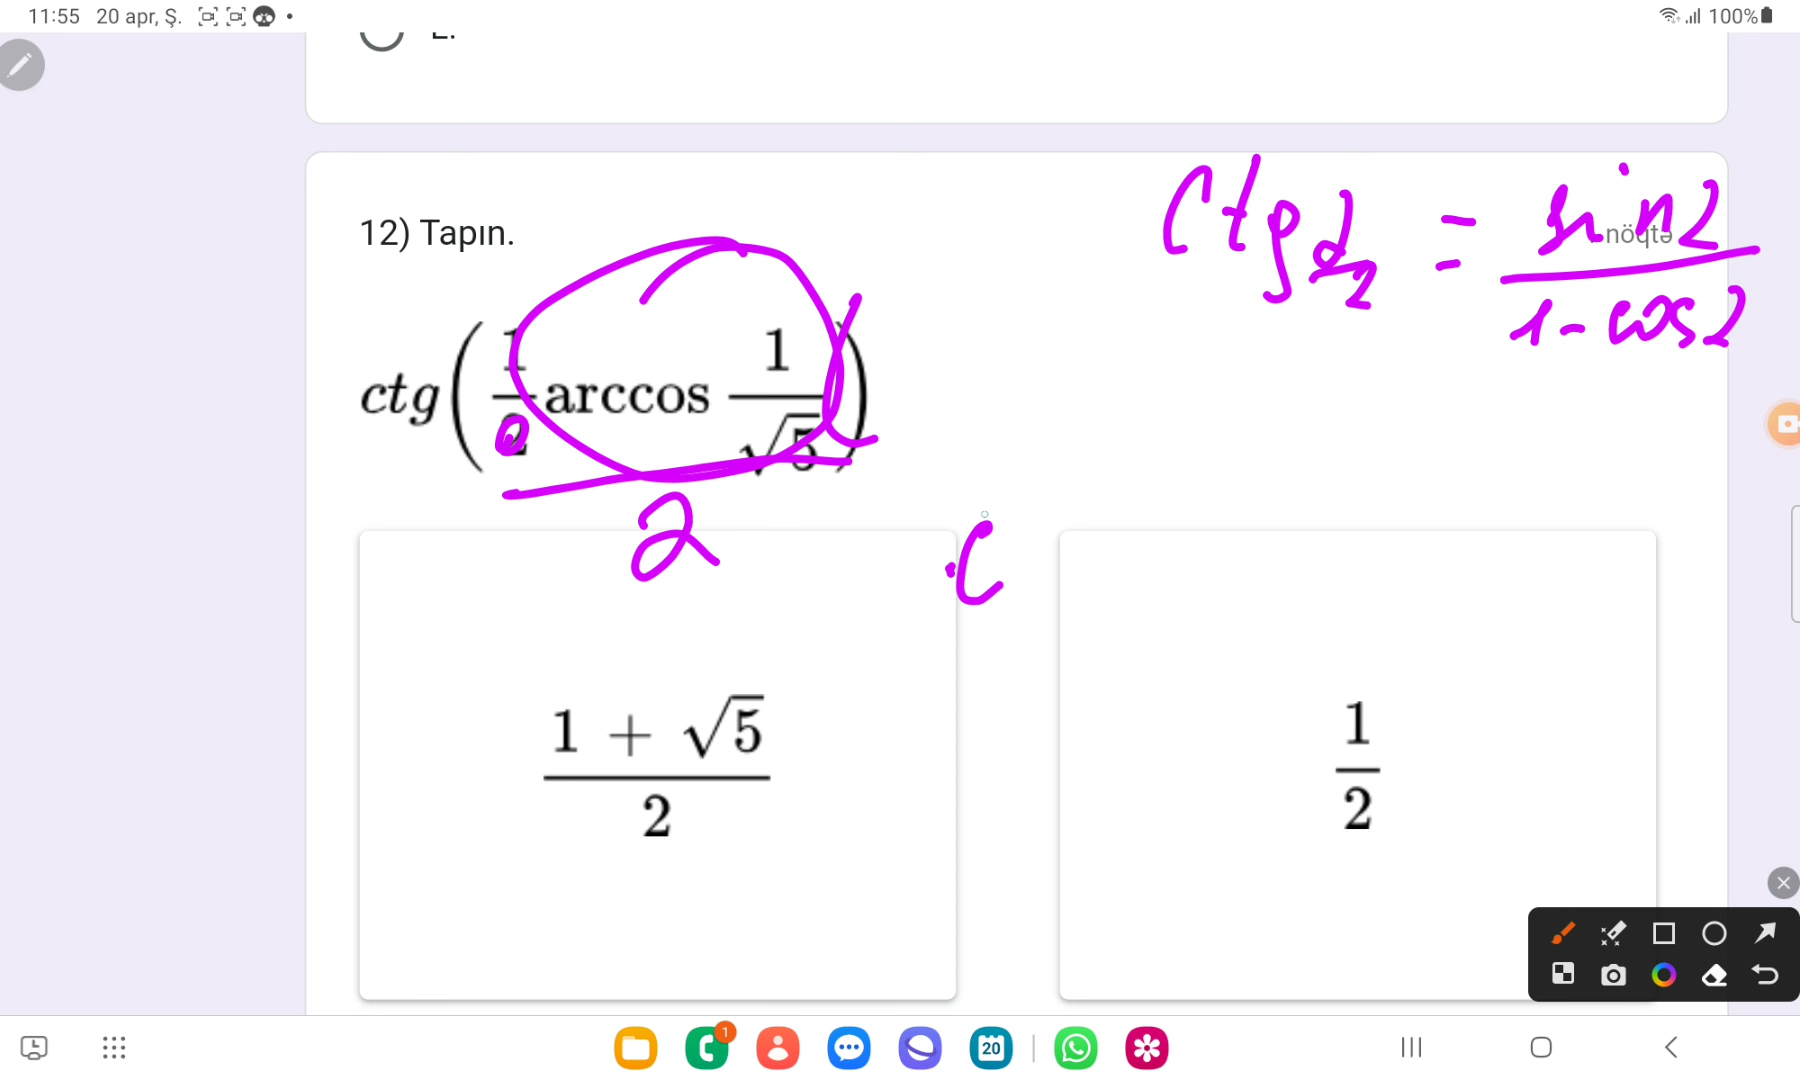 11:55 20 apr, Ş. 100%
12) Tapın.
nöqtə
ctg(1/2 arccos 1/√5)
ctg α/2 = sin α / 1 - cos α
2
(1 + √5)/2
1/2
1
20